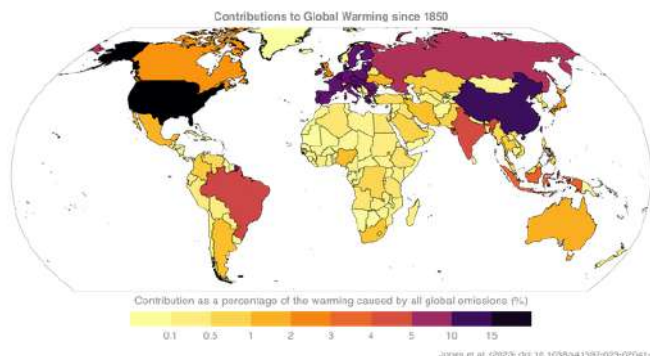 Contributions to Global Warming since 1850
Contribution as a percentage of the warming caused by all global emissions (%)
0.1 0.5 1 2 3 4 5 10 15